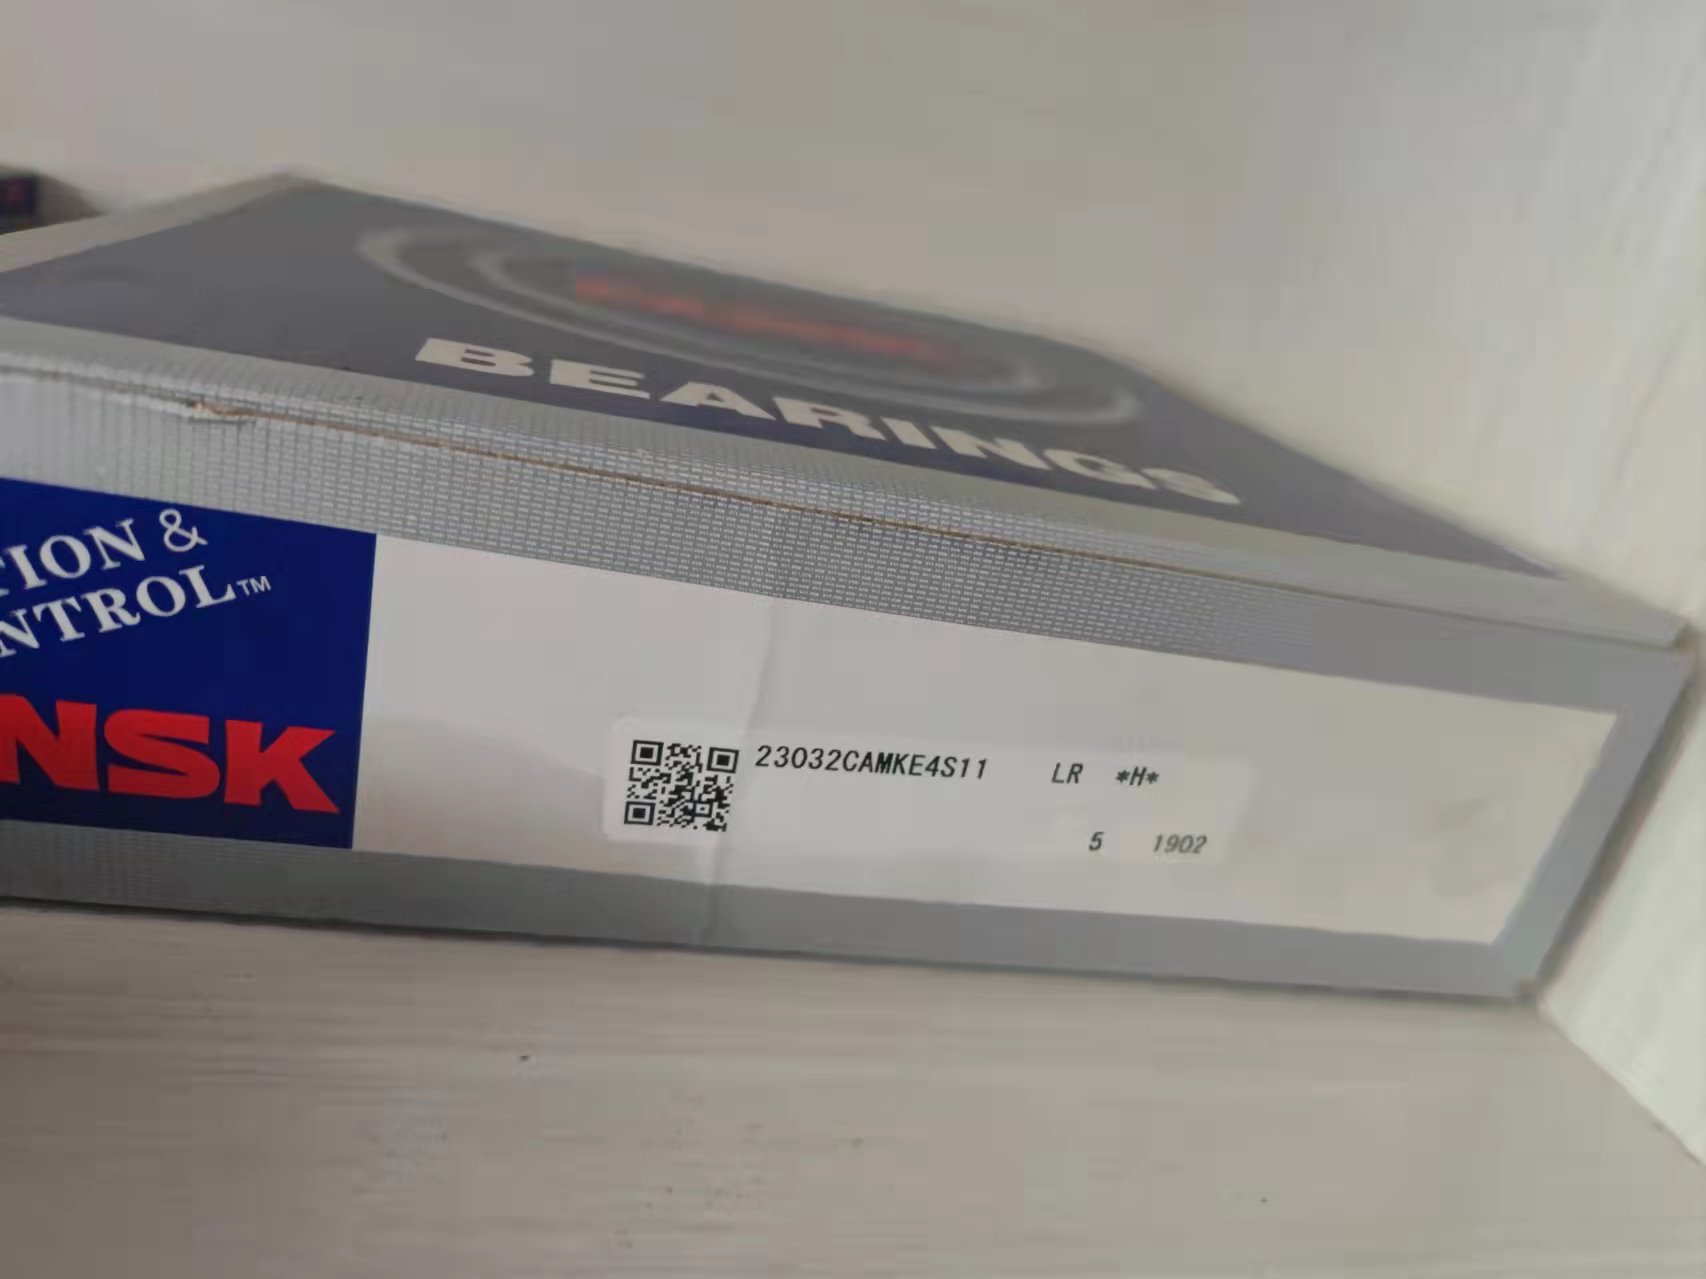 BEARINGS
TION &
NTROL™
NSK
23032CAMKE4S11 LR *H*
5 1902